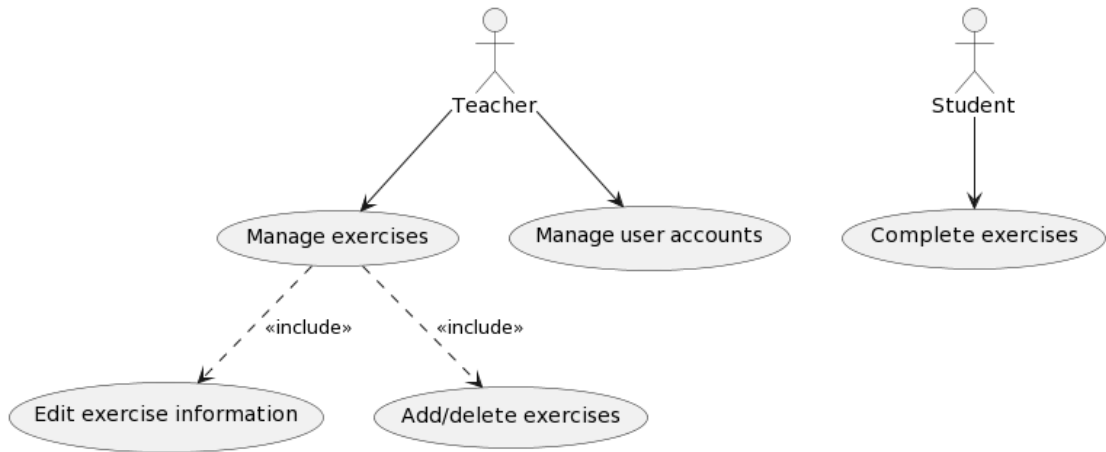 Teacher
Student
Manage exercises
Manage user accounts
Complete exercises
«include»
«include»
Edit exercise information
Add/delete exercises